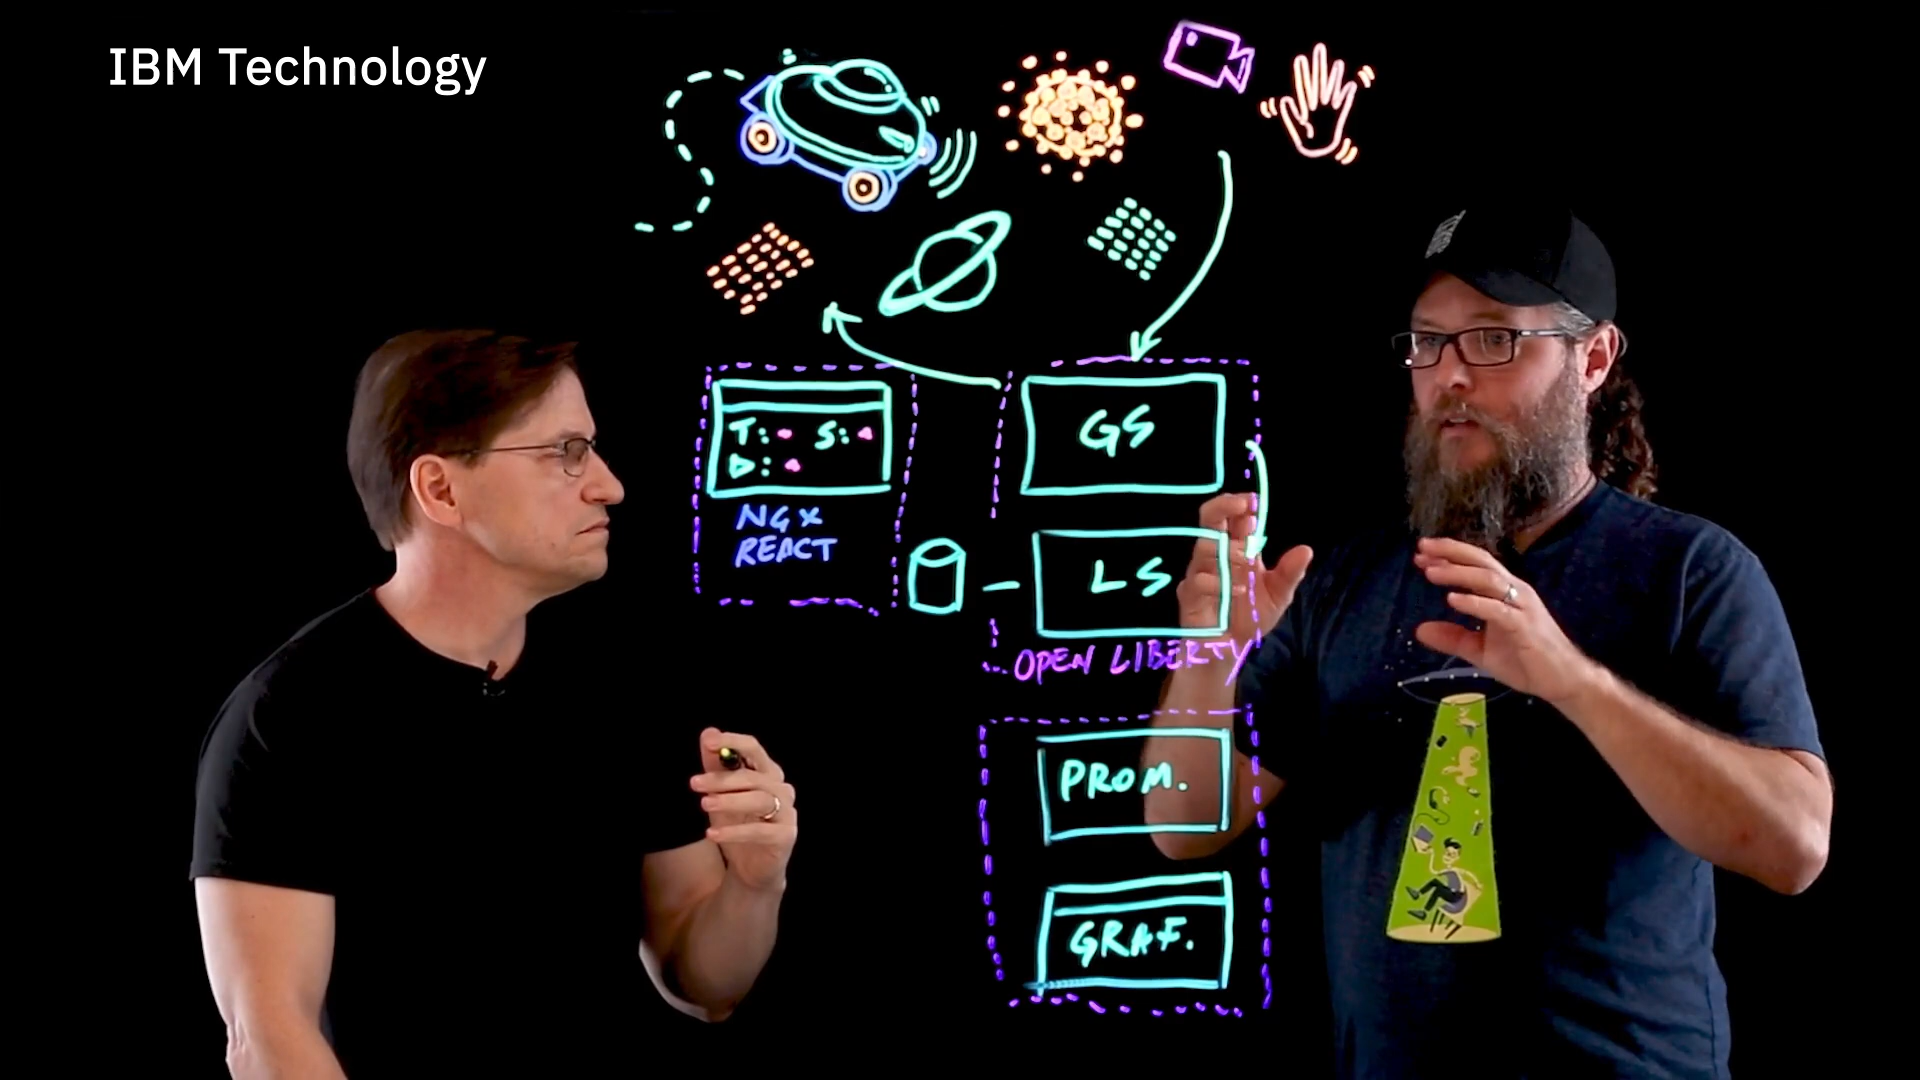 IBM Technology
GS
T: S:
D:
NGX
REACT
LS
OPEN LIBERTY
PROM.
GRAF.